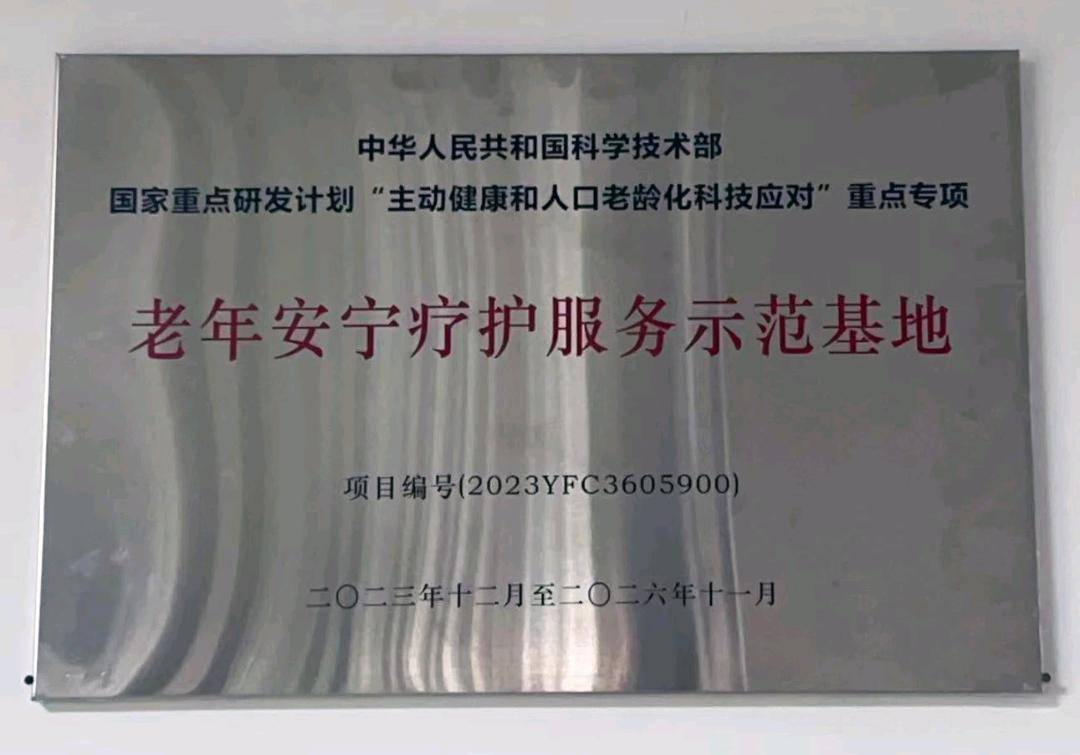 中华人民共和国科学技术部
国家重点研发计划“主动健康和人口老龄化科技应对”重点专项
老年安宁疗护服务示范基地
项目编号(2023YFC3605900)
二〇二三年十二月至二〇二六年十一月